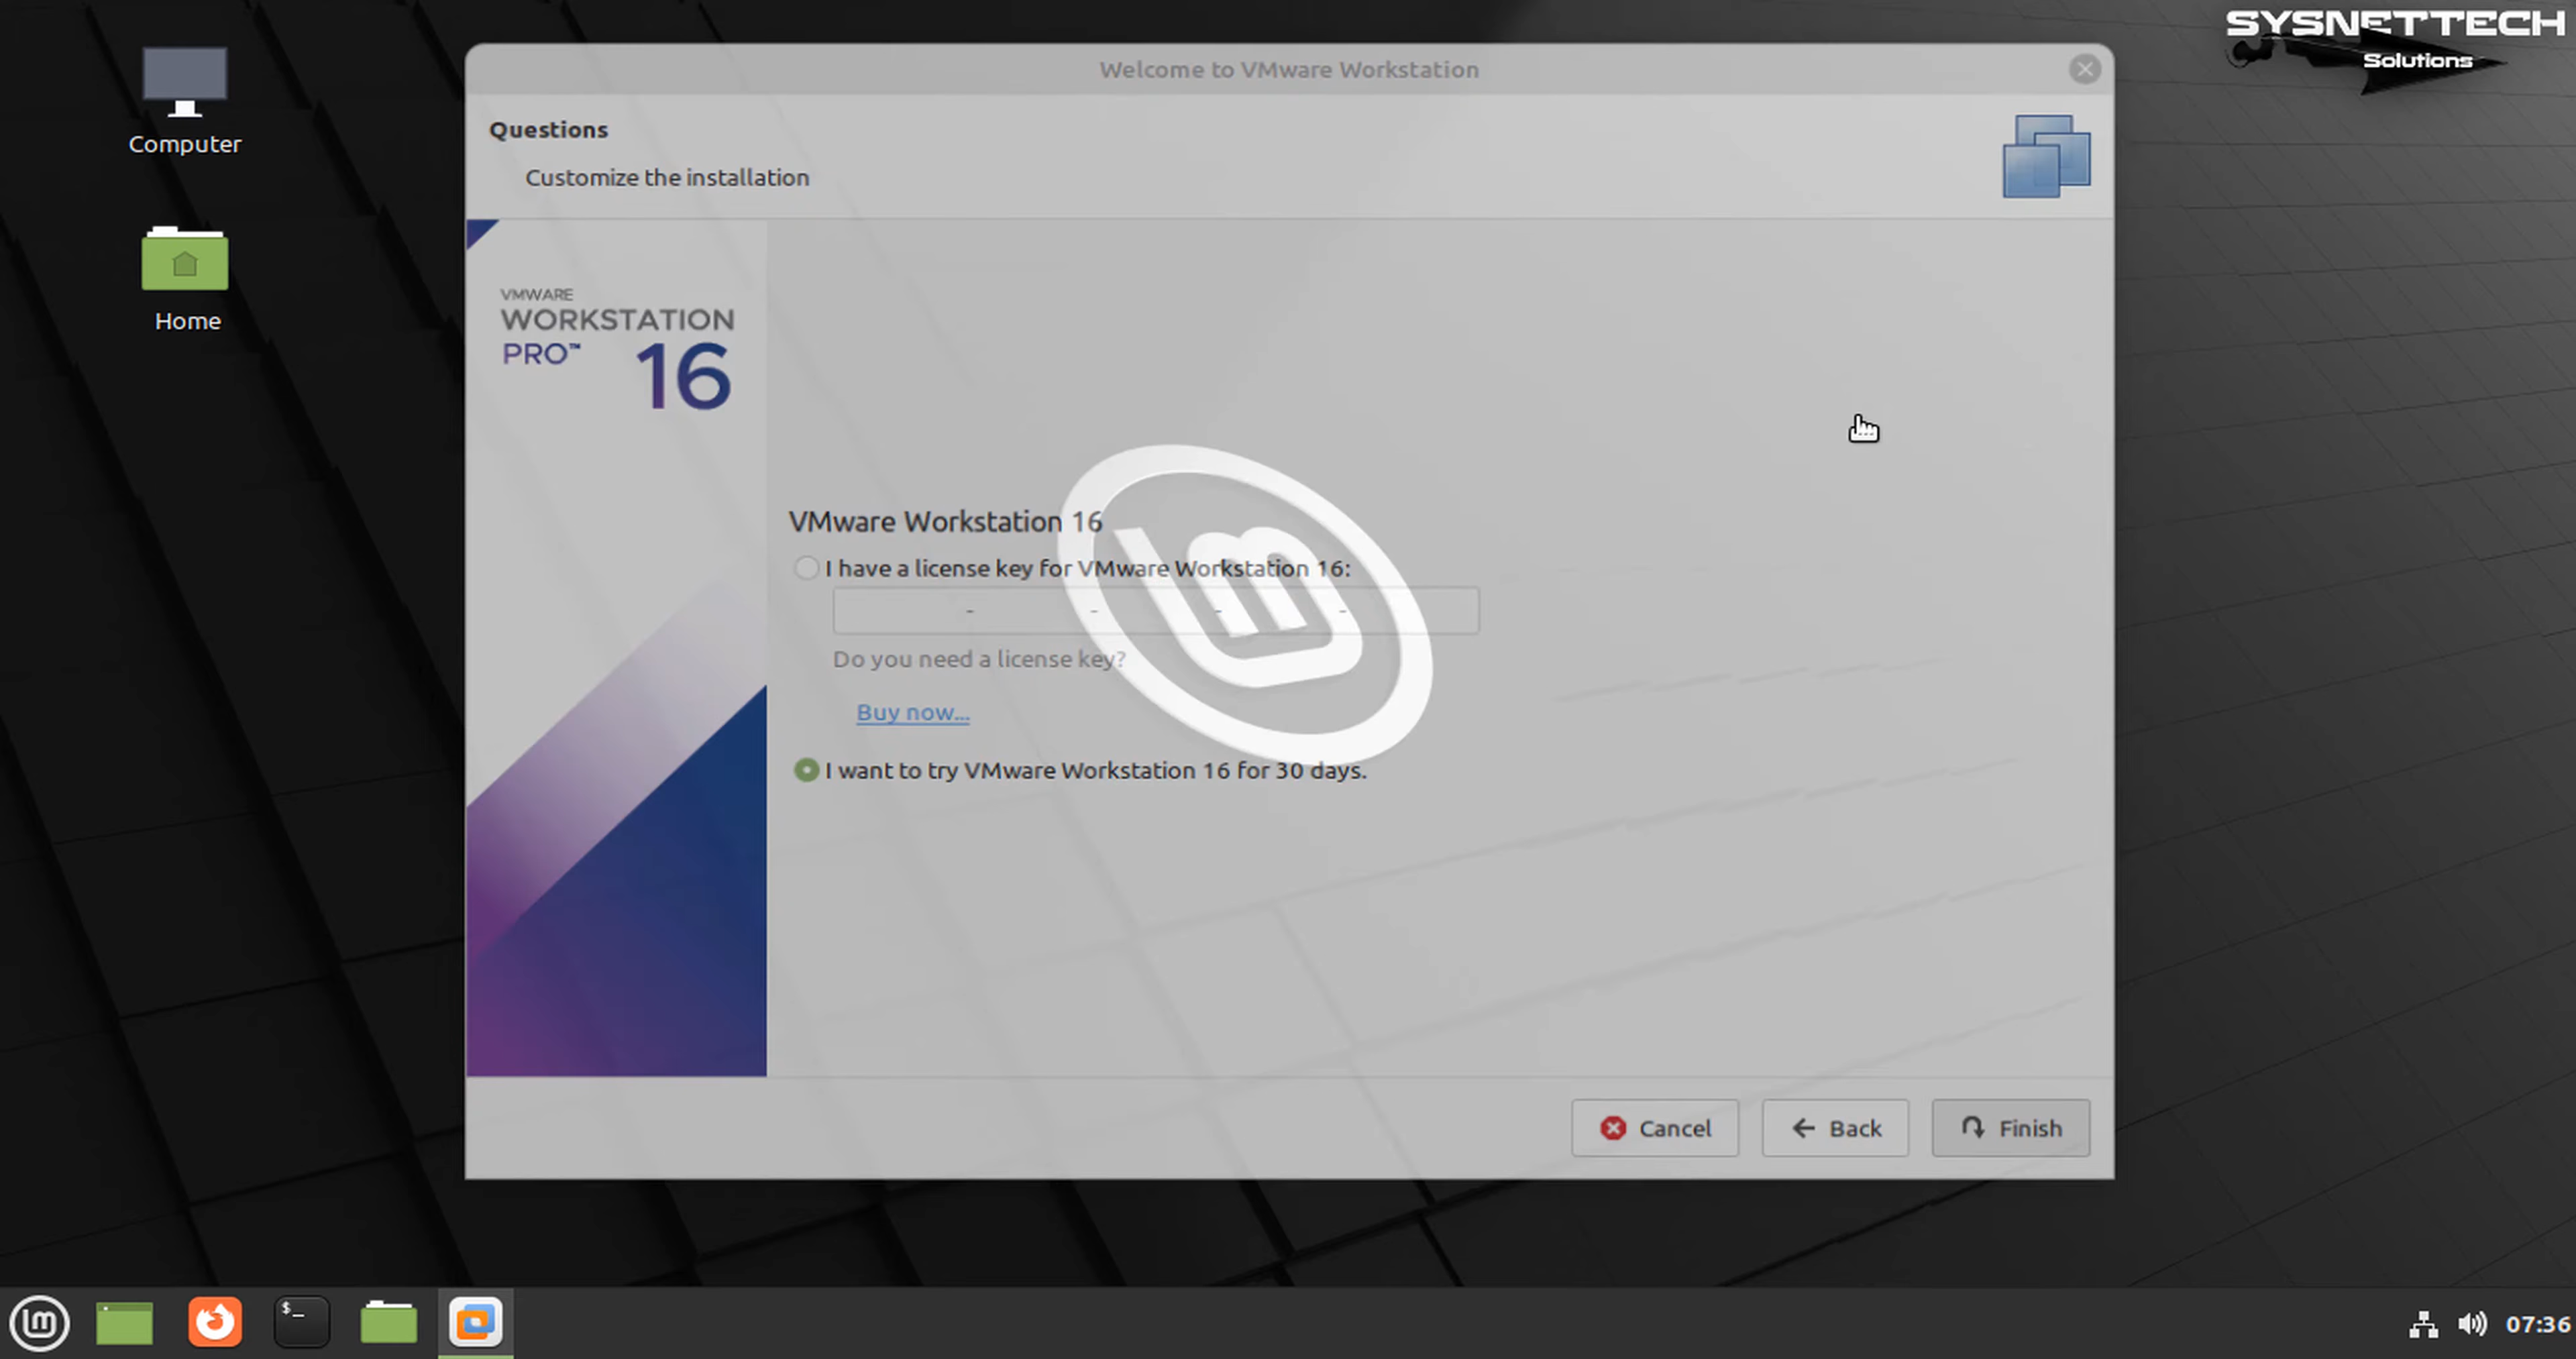 SYSNETTECH
Solutions
Computer
Home
Welcome to VMware Workstation
Questions
Customize the installation
VMWARE
WORKSTATION
PRO™ 16
VMware Workstation 16
I have a license key for VMware Workstation 16:
- - - -
Do you need a license key?
Buy now...
I want to try VMware Workstation 16 for 30 days.
Cancel
Back
Finish
lm
$_
07:36